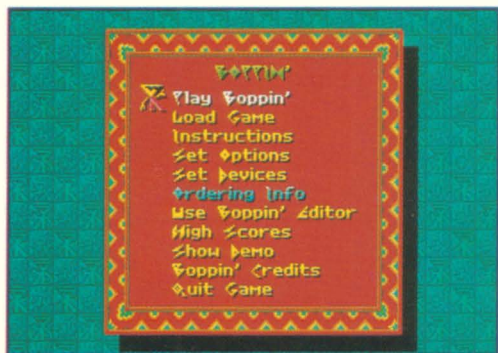 BOPPIN'
Play Boppin'
Load Game
Instructions
Set Options
Set Devices
Ordering Info
Use Boppin' Editor
High Scores
Show Demo
Boppin' Credits
Quit Game